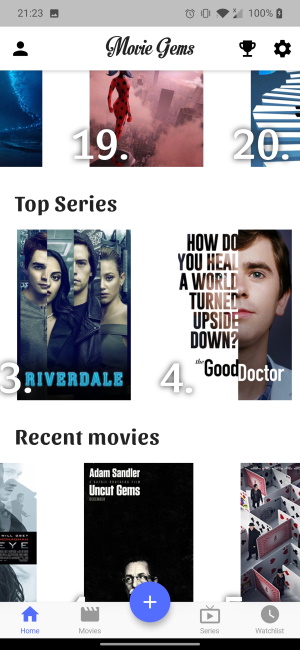 21:23
100%
Movie Gems
19.
20.
Top Series
HOW DO
YOU HEAL
A WORLD
TURNED
UPSIDE
DOWN?
3.
RIVERDALE
4.
the Good Doctor
Recent movies
Adam Sandler
Uncut Gems
EYE
Home
Movies
+
Series
Watchlist